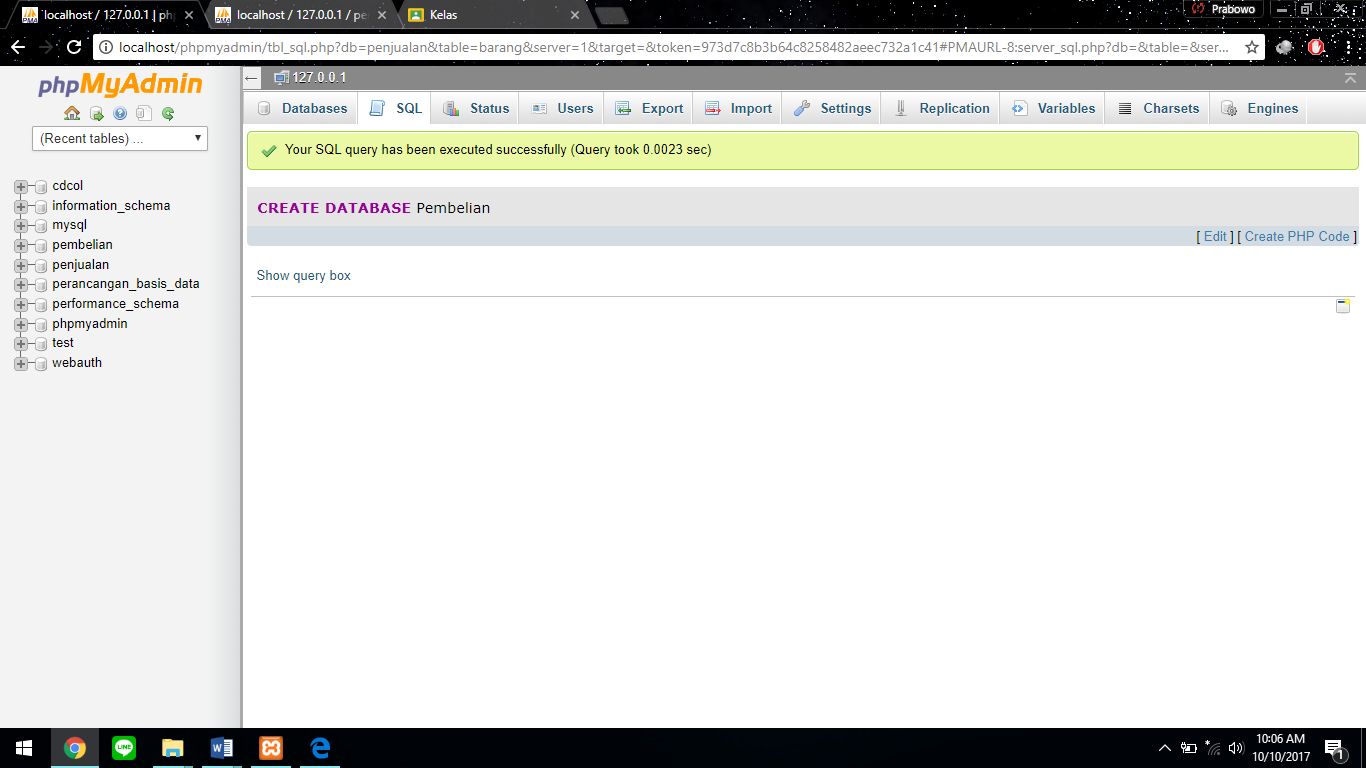 localhost / 127.0.0.1 | ph
localhost / 127.0.0.1 / pe
Kelas
Prabowo
localhost/phpmyadmin/tbl_sql.php?db=penjualan&table=barang&server=1&target=&token=973d7c8b3b64c8258482aeec732a1c41#PMAURL-8:server_sql.php?db=&table=&ser...
phpMyAdmin
(Recent tables) ...
cdcol
information_schema
mysql
pembelian
penjualan
perancangan_basis_data
performance_schema
phpmyadmin
test
webauth
127.0.0.1
Databases SQL Status Users Export Import Settings Replication Variables Charsets Engines
Your SQL query has been executed successfully (Query took 0.0023 sec)
CREATE DATABASE Pembelian
[ Edit ] [ Create PHP Code ]
Show query box
LINE
10:06 AM
10/10/2017
1